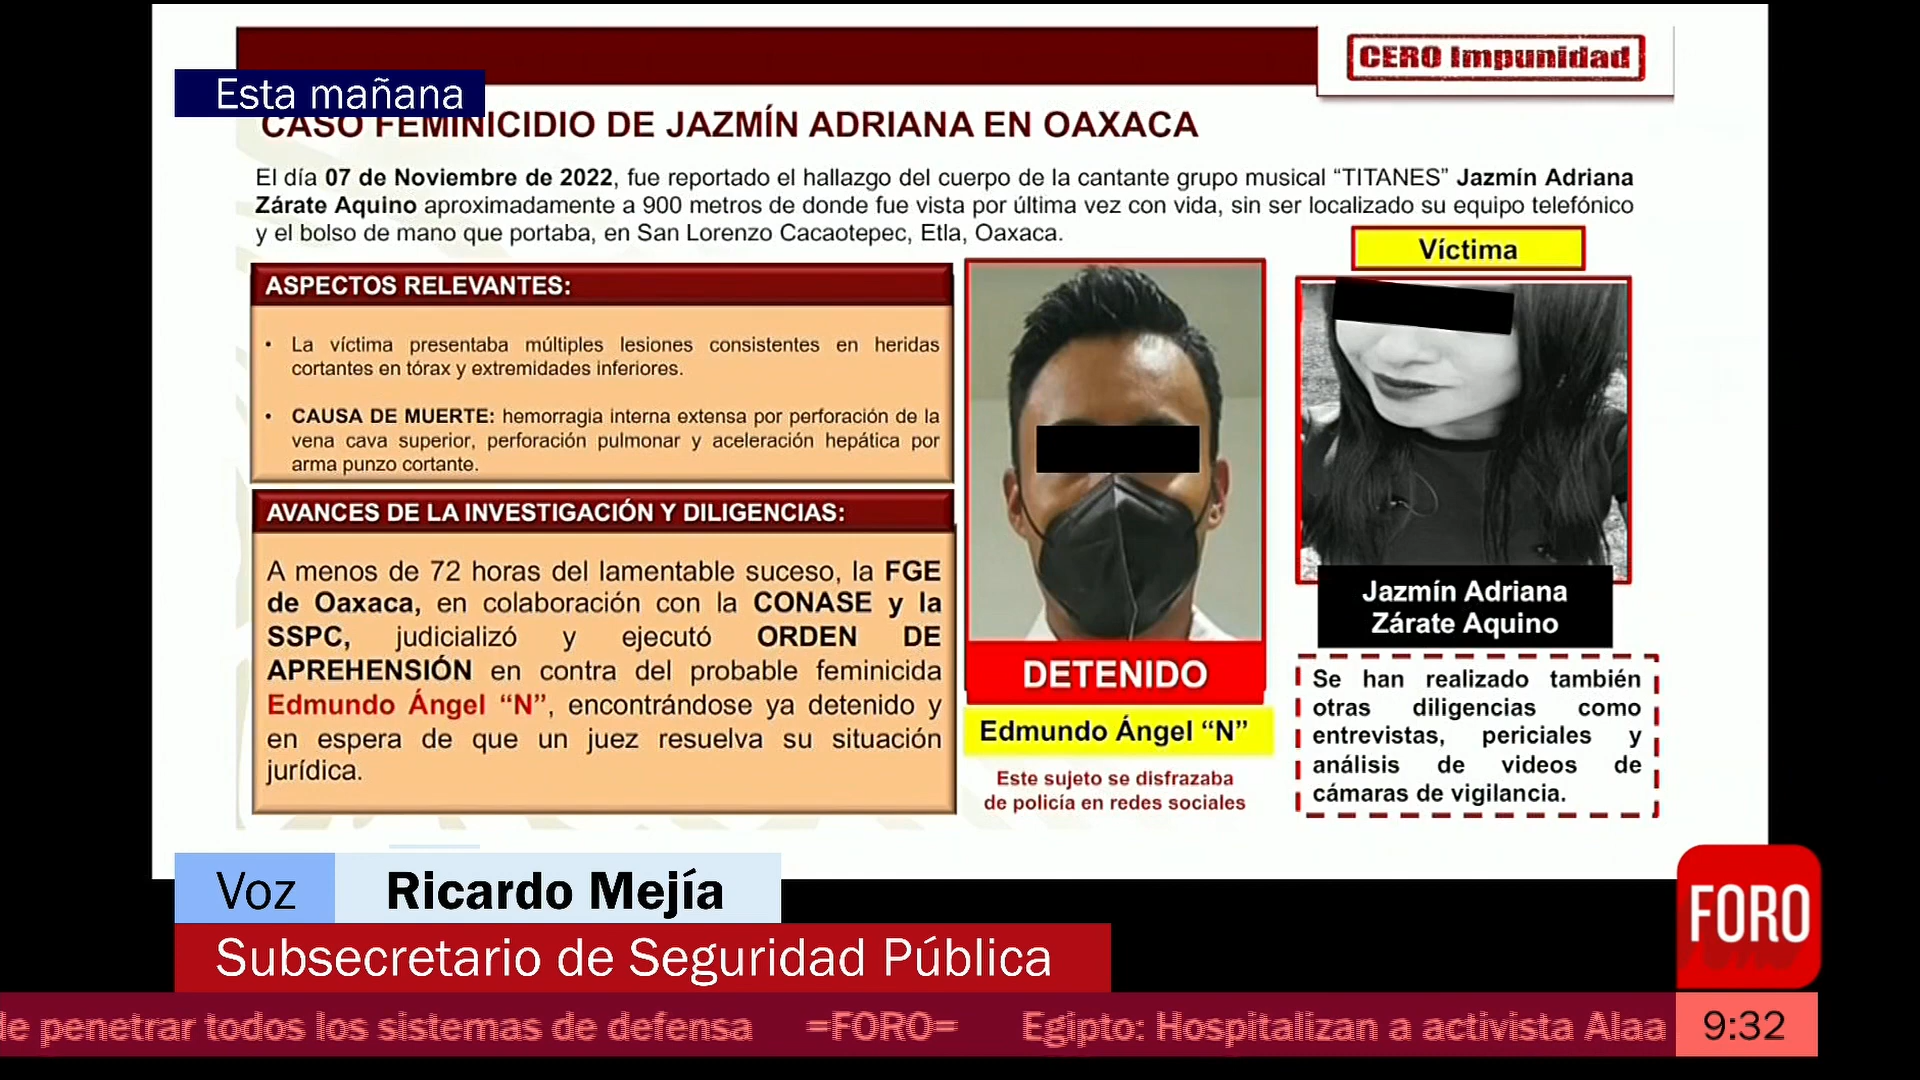 CERO Impunidad
Esta mañana
CASO FEMINICIDIO DE JAZMÍN ADRIANA EN OAXACA
El día 07 de Noviembre de 2022, fue reportado el hallazgo del cuerpo de la cantante grupo musical “TITANES” Jazmín Adriana
Zárate Aquino aproximadamente a 900 metros de donde fue vista por última vez con vida, sin ser localizado su equipo telefónico
y el bolso de mano que portaba, en San Lorenzo Cacaotepec, Etla, Oaxaca.
ASPECTOS RELEVANTES:
• La víctima presentaba múltiples lesiones consistentes en heridas
cortantes en tórax y extremidades inferiores.
• CAUSA DE MUERTE: hemorragia interna extensa por perforación de la
vena cava superior, perforación pulmonar y aceleración hepática por
arma punzo cortante.
AVANCES DE LA INVESTIGACIÓN Y DILIGENCIAS:
A menos de 72 horas del lamentable suceso, la FGE
de Oaxaca, en colaboración con la CONASE y la
SSPC, judicializó y ejecutó ORDEN DE
APREHENSIÓN en contra del probable feminicida
Edmundo Ángel “N”, encontrándose ya detenido y
en espera de que un juez resuelva su situación
jurídica.
DETENIDO
Edmundo Ángel “N”
Este sujeto se disfrazaba
de policía en redes sociales
Víctima
Jazmín Adriana
Zárate Aquino
Se han realizado también
otras diligencias como
entrevistas, periciales y
análisis de videos de
cámaras de vigilancia.
Voz Ricardo Mejía
Subsecretario de Seguridad Pública
FORO
de penetrar todos los sistemas de defensa =FORO= Egipto: Hospitalizan a activista Alaa
9:32